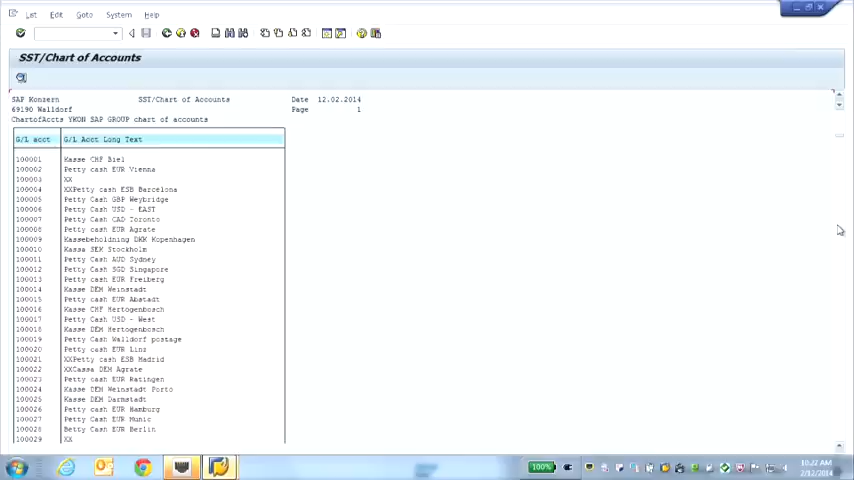 List Edit Goto System Help
SST/Chart of Accounts
SAP Konzern SST/Chart of Accounts Date 12.02.2014
69190 Walldorf Page 1
ChartofAccts YKON SAP GROUP chart of accounts
G/L acct G/L Acct Long Text
100001 Kasse CHF Biel
100002 Petty cash EUR Vienna
100003 XX
100004 XXPetty cash ESB Barcelona
100005 Petty Cash GBP Weybridge
100006 Petty Cash USD - EAST
100007 Petty Cash CAD Toronto
100008 Petty cash EUR Agrate
100009 Kassebeholdning DKK Kopenhagen
100010 Kassa SEK Stockholm
100011 Petty Cash AUD Sydney
100012 Petty Cash SGD Singapore
100013 Petty cash EUR Freiberg
100014 Kasse DEM Weinstadt
100015 Petty cash EUR Abstadt
100016 Kasse CHF Hertogenbosch
100017 Petty Cash USD - West
100018 Kasse DEM Hertogenbosch
100019 Petty Cash Walldorf postage
100020 Petty cash EUR Linz
100021 XXPetty cash ESB Madrid
100022 XXCassa DEM Agrate
100023 Petty cash EUR Ratingen
100024 Kasse DEM Weinstadt Porto
100025 Kasse DEM Darmstadt
100026 Petty cash EUR Hamburg
100027 Petty Cash EUR Munic
100028 Betty Cash EUR Berlin
100029 XX
100%
10:27 AM
2/12/2014